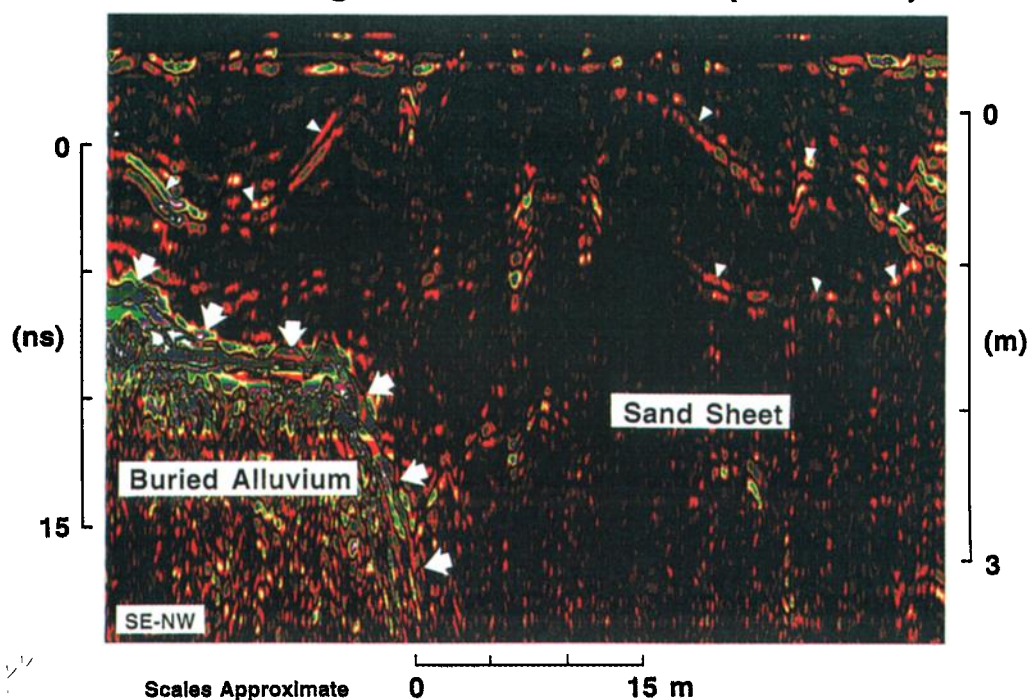 0
15
(ns)
0
3
(m)
Sand Sheet
Buried Alluvium
SE-NW
Scales Approximate
0
15 m